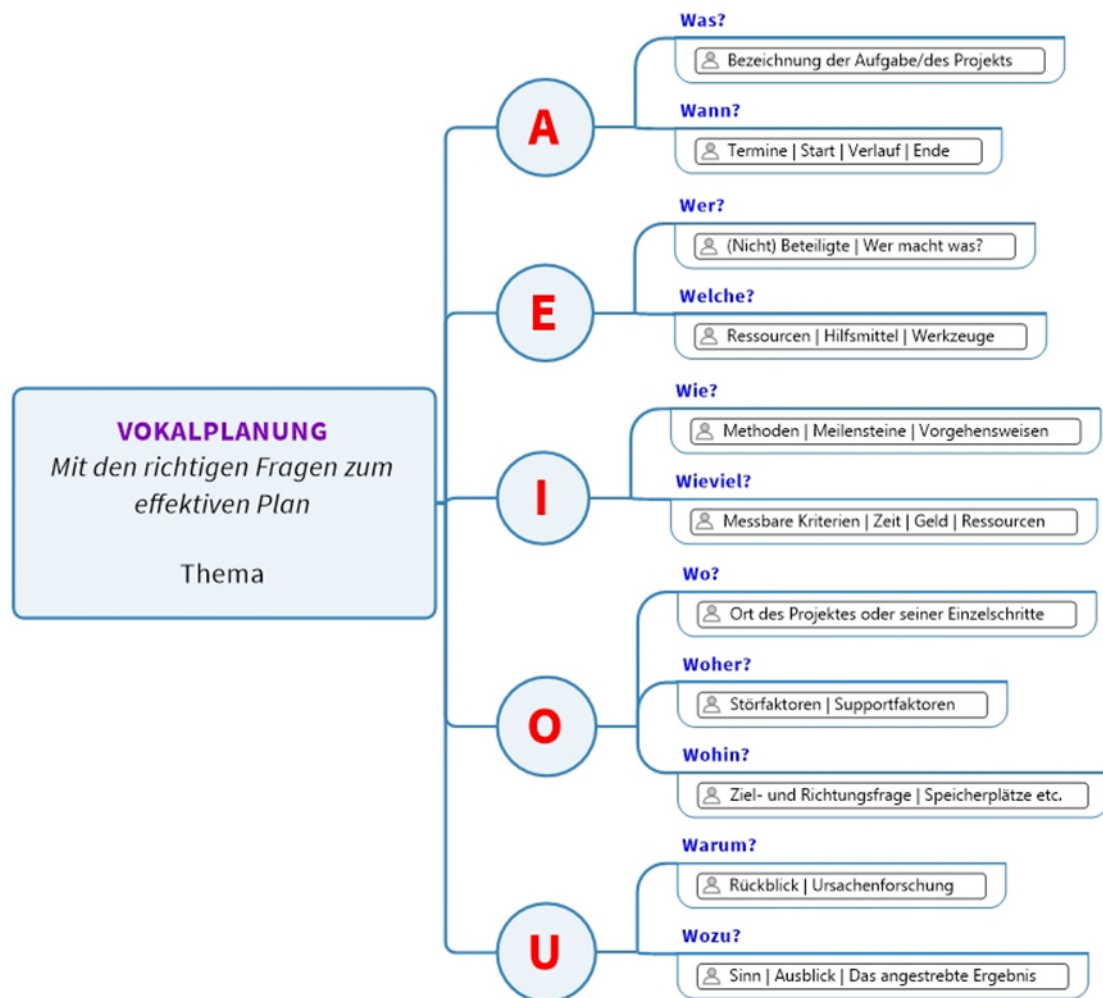 VOKALPLANUNG
Mit den richtigen Fragen zum
effektiven Plan
Thema
A
Was?
Bezeichnung der Aufgabe/des Projekts
Wann?
Termine | Start | Verlauf | Ende
E
Wer?
(Nicht) Beteiligte | Wer macht was?
Welche?
Ressourcen | Hilfsmittel | Werkzeuge
I
Wie?
Methoden | Meilensteine | Vorgehensweisen
Wieviel?
Messbare Kriterien | Zeit | Geld | Ressourcen
O
Wo?
Ort des Projektes oder seiner Einzelschritte
Woher?
Störfaktoren | Supportfaktoren
Wohin?
Ziel- und Richtungsfrage | Speicherplätze etc.
U
Warum?
Rückblick | Ursachenforschung
Wozu?
Sinn | Ausblick | Das angestrebte Ergebnis